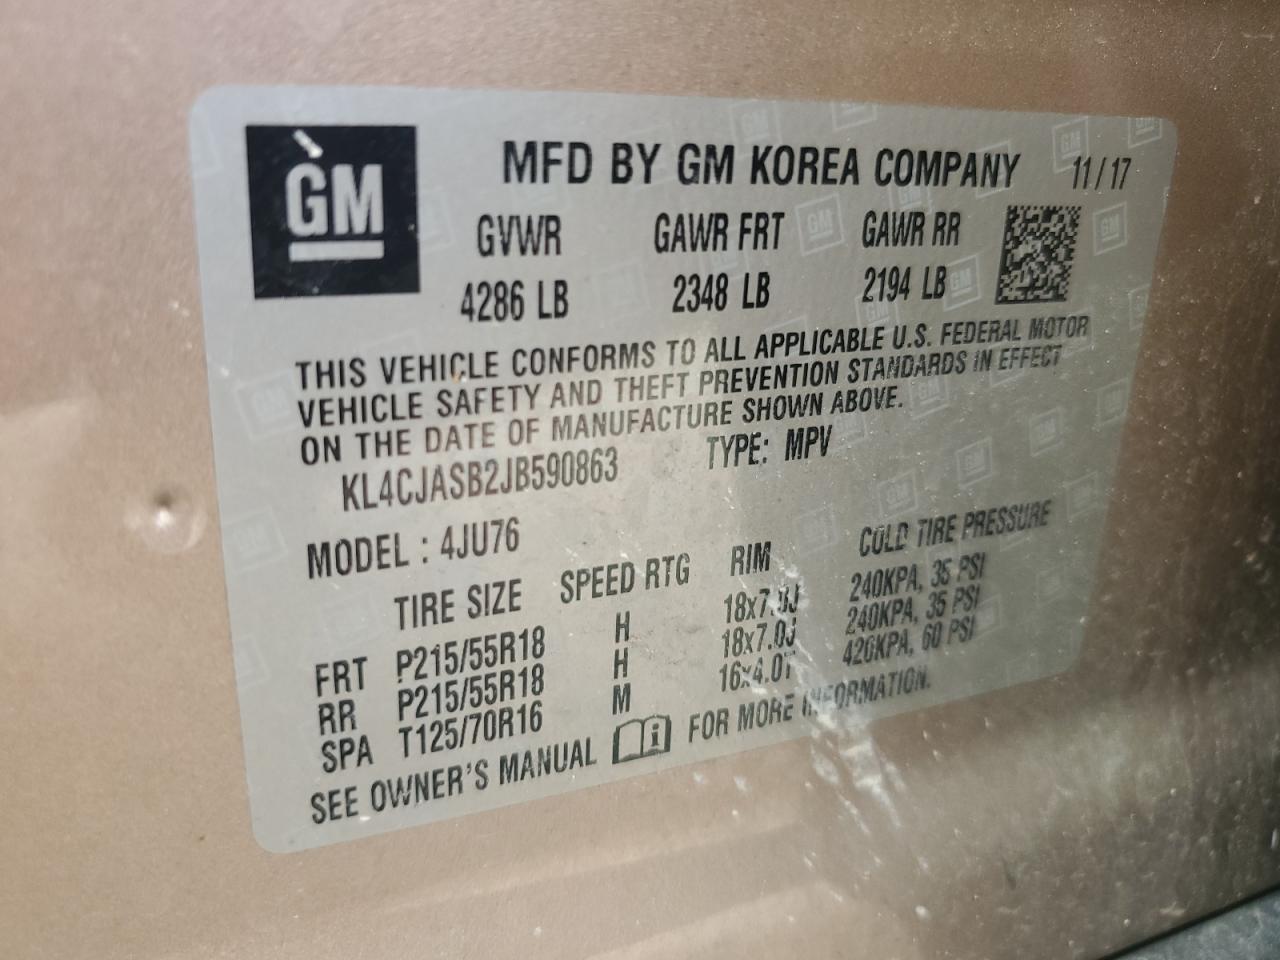 GM
MFD BY GM KOREA COMPANY 11/17
GVWR GAWR FRT GAWR RR
4286 LB 2348 LB 2194 LB
THIS VEHICLE CONFORMS TO ALL APPLICABLE U.S. FEDERAL MOTOR
VEHICLE SAFETY AND THEFT PREVENTION STANDARDS IN EFFECT
ON THE DATE OF MANUFACTURE SHOWN ABOVE.
KL4CJASB2JB590863 TYPE: MPV
MODEL : 4JU76
TIRE SIZE SPEED RTG RIM COLD TIRE PRESSURE
FRT P215/55R18 H 18x7.0J 240KPA, 35 PSI
RR P215/55R18 H 18x7.0J 240KPA, 35 PSI
SPA T125/70R16 M 16x4.0T 420KPA, 60 PSI
SEE OWNER'S MANUAL i FOR MORE INFORMATION.